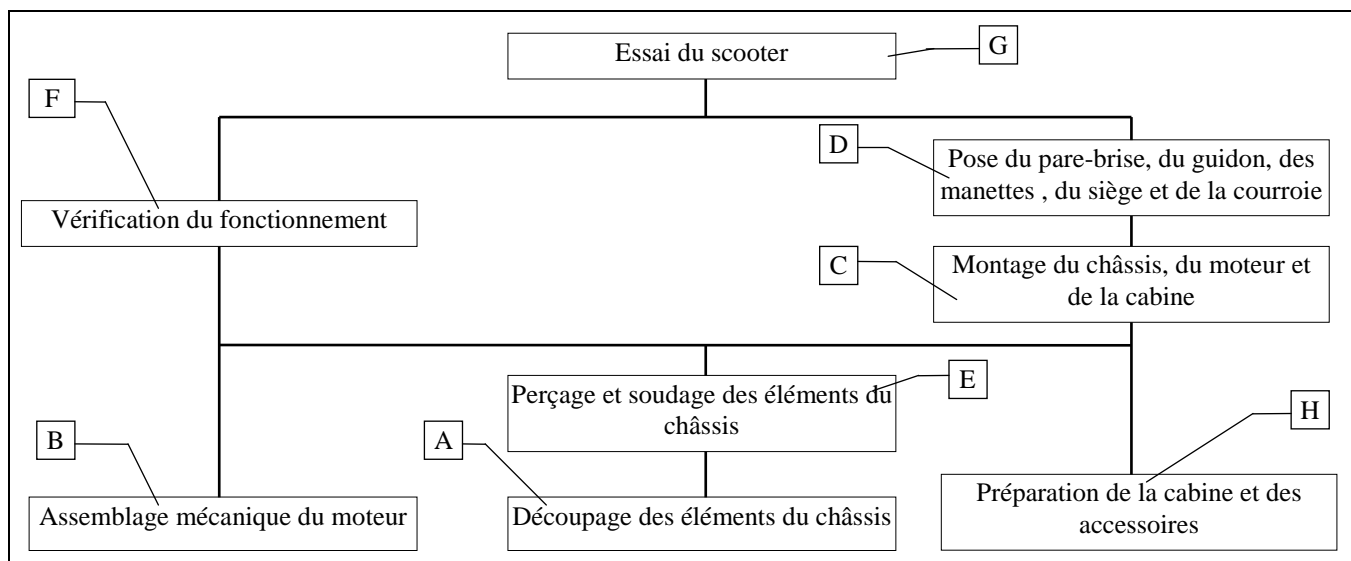 Essai du scooter
G
F
D
Pose du pare-brise, du guidon, des
manettes , du siège et de la courroie
Vérification du fonctionnement
C
Montage du châssis, du moteur et
de la cabine
E
Perçage et soudage des éléments du
châssis
H
B
A
Assemblage mécanique du moteur
Découpage des éléments du châssis
Préparation de la cabine et des
accessoires